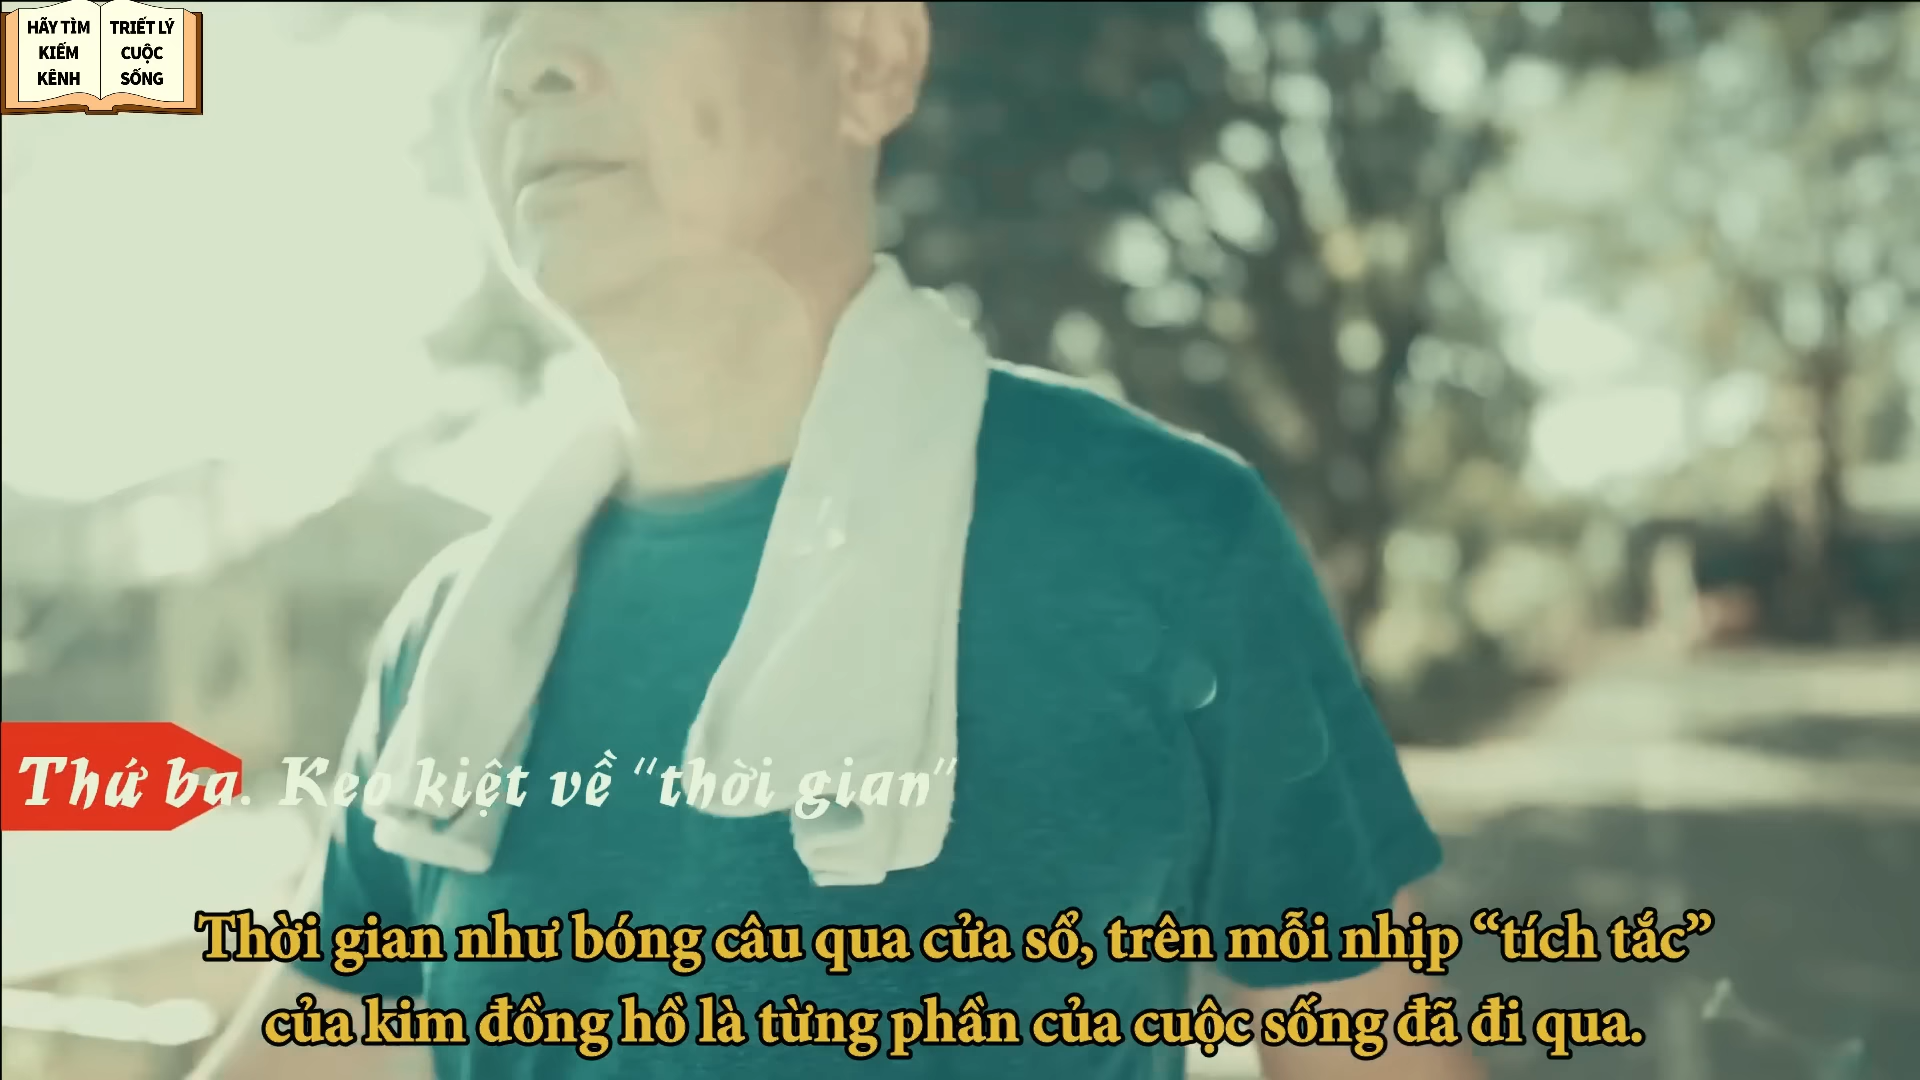 HÃY TÌM
KIẾM
KÊNH
TRIẾT LÝ
CUỘC
SỐNG
Thứ ba. Keo kiệt về “thời gian”
Thời gian như bóng câu qua cửa sổ, trên mỗi nhịp “tích tắc”
của kim đồng hồ là từng phần của cuộc sống đã đi qua.